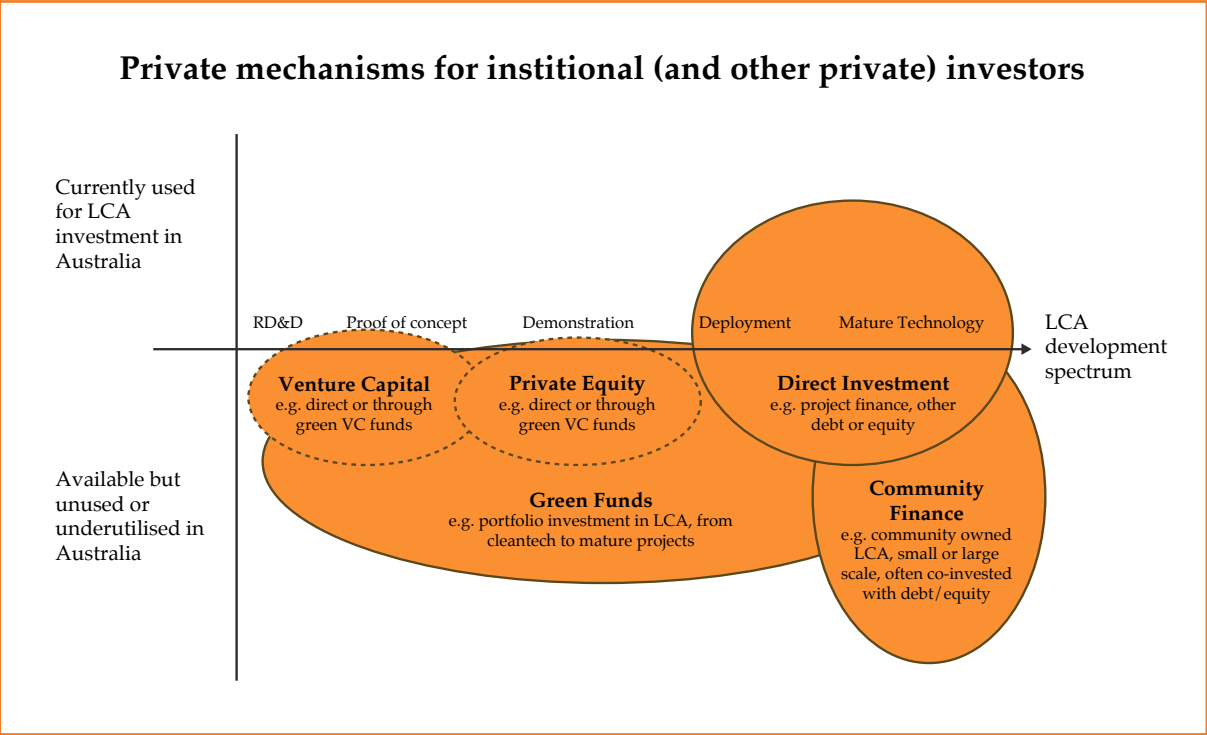 Private mechanisms for institional (and other private) investors
Currently used
for LCA
investment in
Australia
RD&D
Proof of concept
Demonstration
Deployment
Mature Technology
LCA
development
spectrum
Venture Capital
e.g. direct or through
green VC funds
Private Equity
e.g. direct or through
green VC funds
Direct Investment
e.g. project finance, other
debt or equity
Available but
unused or
underutilised in
Australia
Green Funds
e.g. portfolio investment in LCA, from
cleantech to mature projects
Community
Finance
e.g. community owned
LCA, small or large
scale, often co-invested
with debt/equity